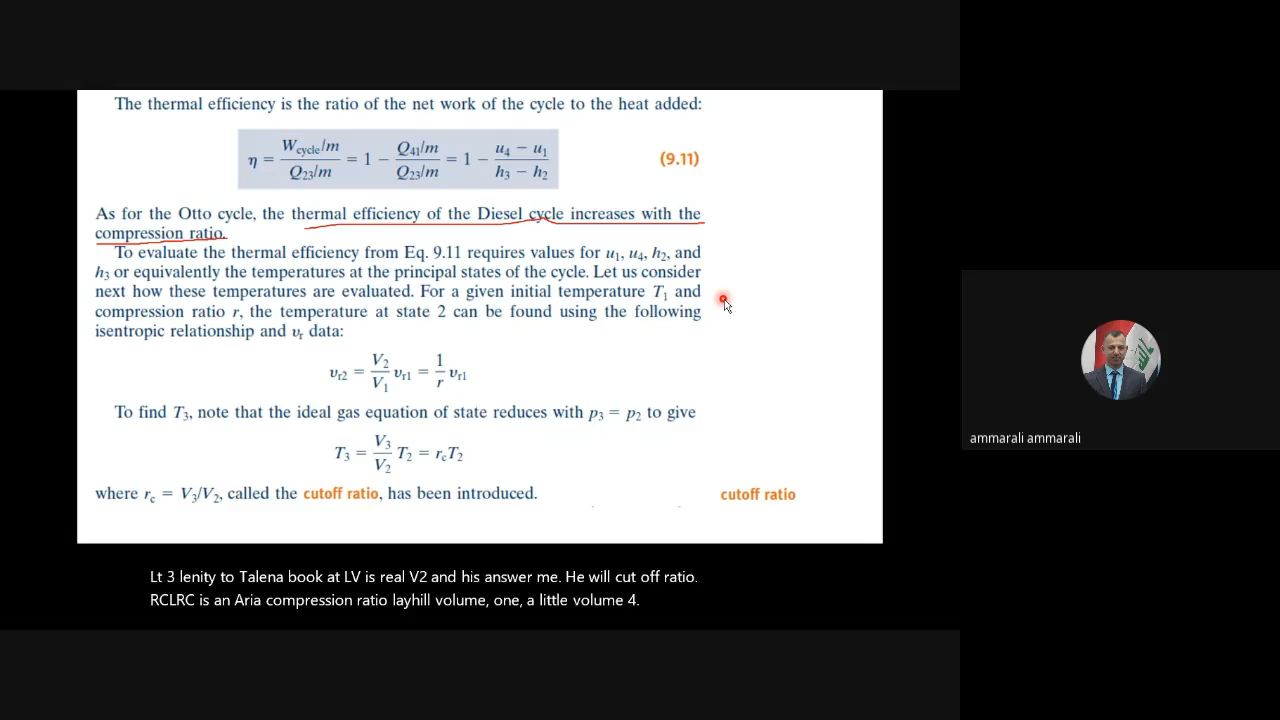 The thermal efficiency is the ratio of the net work of the cycle to the heat added:
η = (Wcycle/m)/(Q23/m) = 1 − (Q41/m)/(Q23/m) = 1 − (u4 − u1)/(h3 − h2) (9.11)
As for the Otto cycle, the thermal efficiency of the Diesel cycle increases with the
compression ratio.
To evaluate the thermal efficiency from Eq. 9.11 requires values for u1, u4, h2, and
h3 or equivalently the temperatures at the principal states of the cycle. Let us consider
next how these temperatures are evaluated. For a given initial temperature T1 and
compression ratio r, the temperature at state 2 can be found using the following
isentropic relationship and vr data:
vr2 = (V2/V1) vr1 = (1/r) vr1
To find T3, note that the ideal gas equation of state reduces with p3 = p2 to give
T3 = (V3/V2) T2 = rcT2
where rc = V3/V2, called the cutoff ratio, has been introduced. cutoff ratio
ammarali ammarali
Lt 3 lenity to Talena book at LV is real V2 and his answer me. He will cut off ratio.
RCLRC is an Aria compression ratio layhill volume, one, a little volume 4.